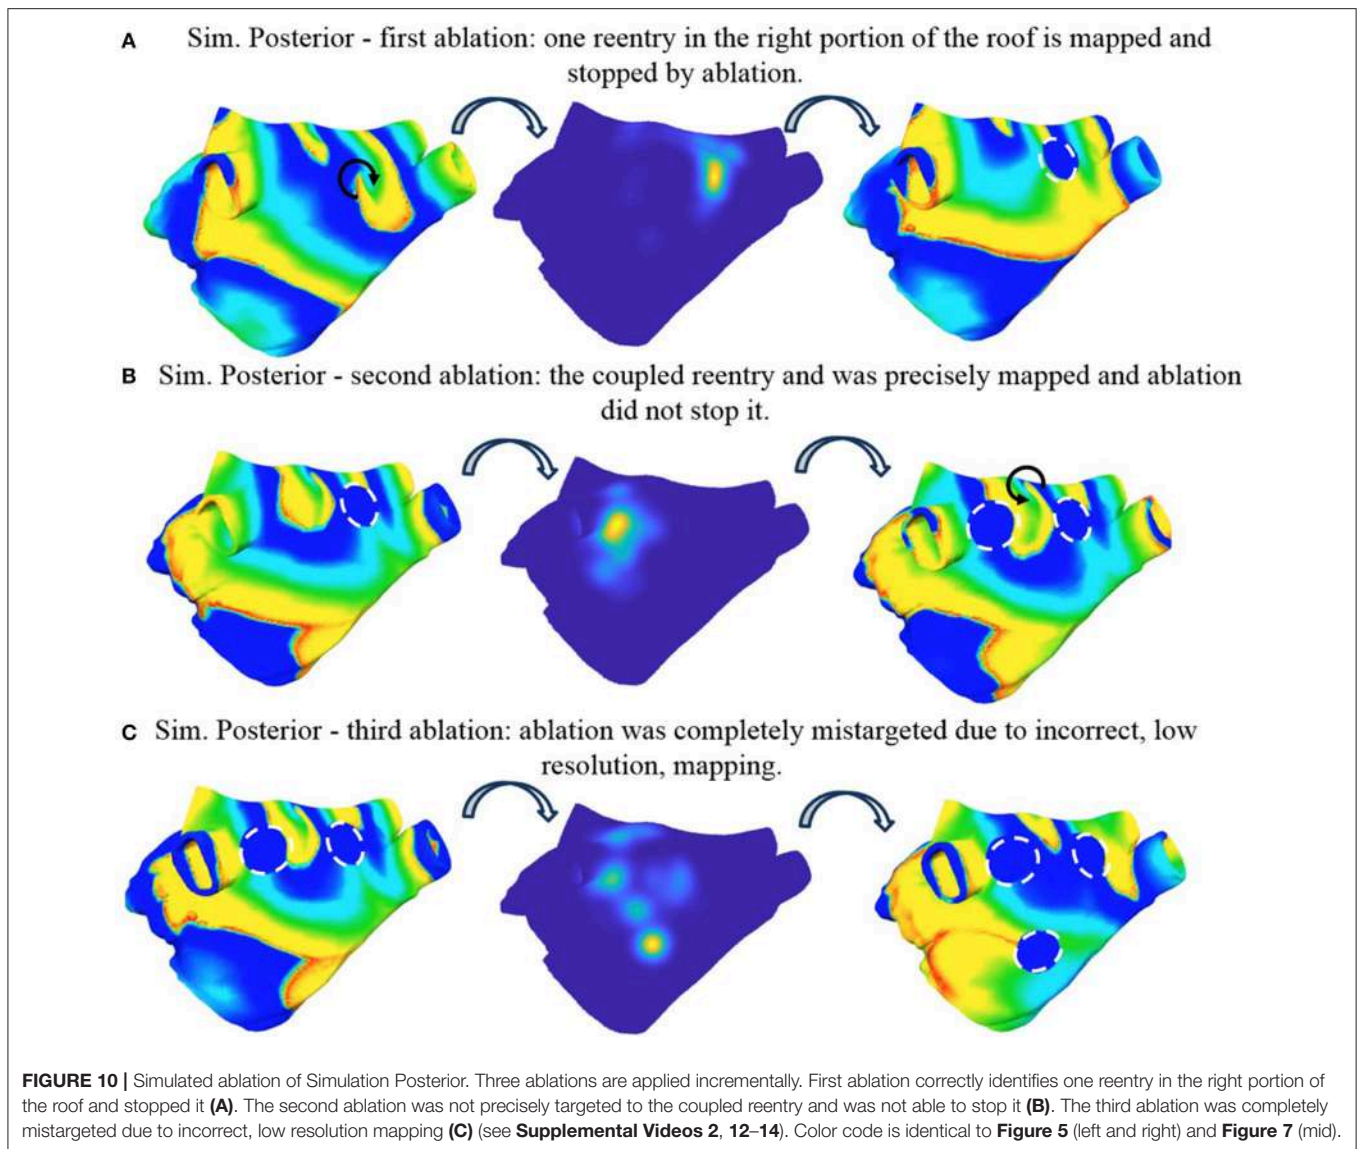 A Sim. Posterior - first ablation: one reentry in the right portion of the roof is mapped and
stopped by ablation.
B Sim. Posterior - second ablation: the coupled reentry and was precisely mapped and ablation
did not stop it.
C Sim. Posterior - third ablation: ablation was completely mistargeted due to incorrect, low
resolution, mapping.
FIGURE 10 | Simulated ablation of Simulation Posterior. Three ablations are applied incrementally. First ablation correctly identifies one reentry in the right portion of
the roof and stopped it (A). The second ablation was not precisely targeted to the coupled reentry and was not able to stop it (B). The third ablation was completely
mistargeted due to incorrect, low resolution mapping (C) (see Supplemental Videos 2, 12–14). Color code is identical to Figure 5 (left and right) and Figure 7 (mid).